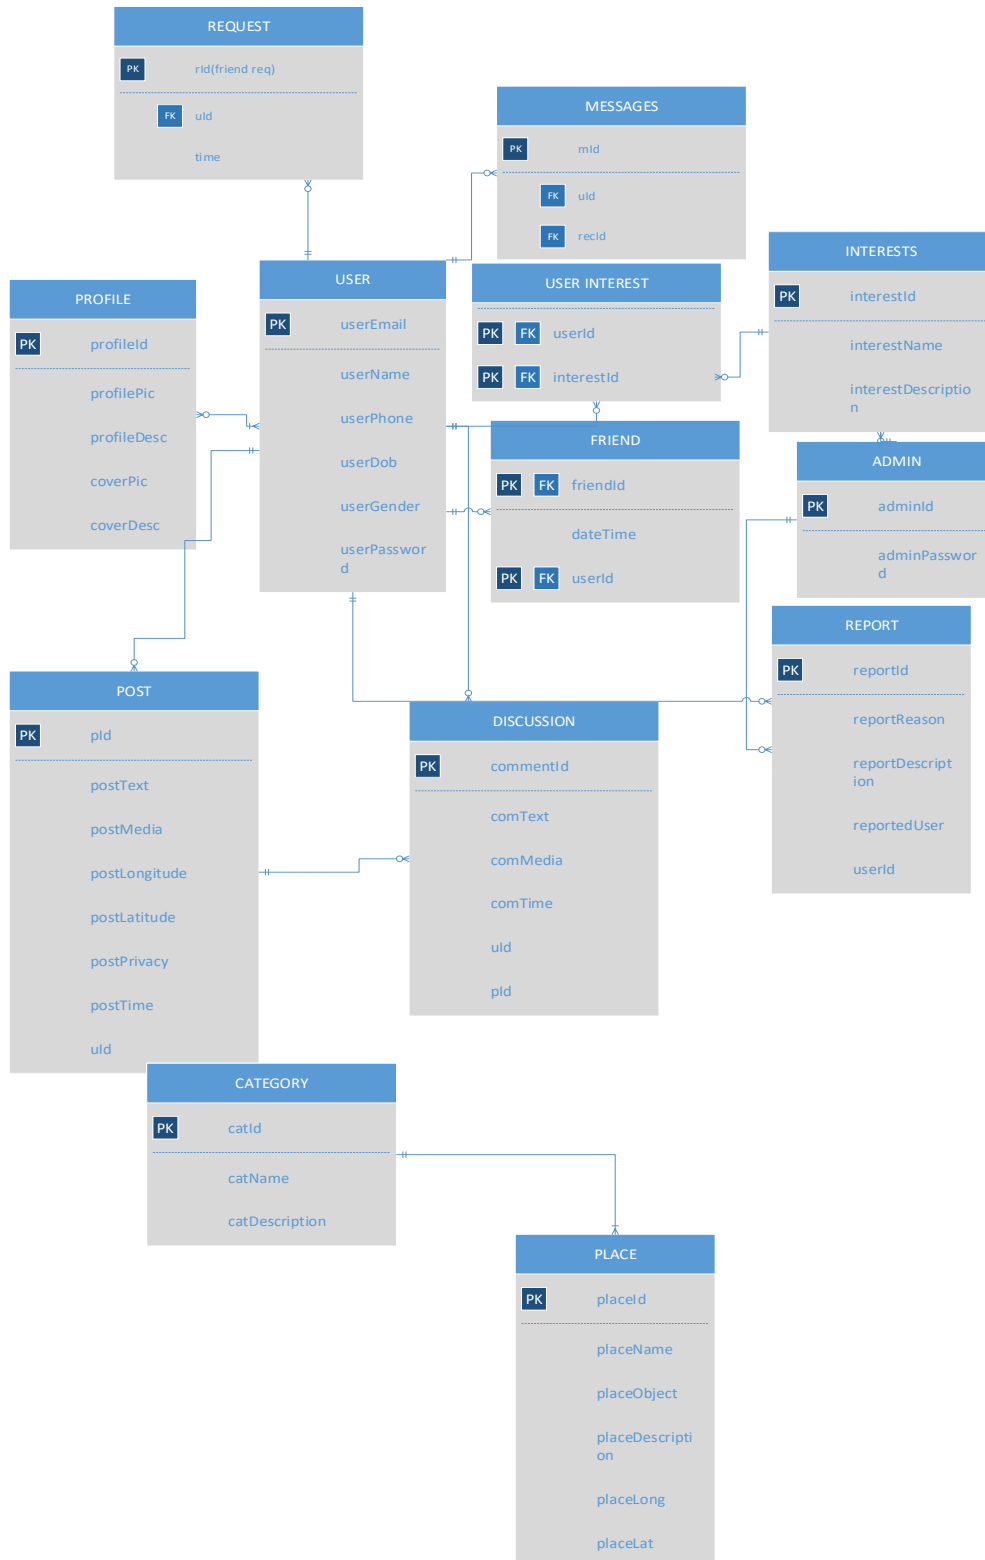 REQUEST
PK rId(friend req)
FK uId
time
MESSAGES
PK mId
FK uId
FK recId
INTERESTS
PK interestId
interestName
interestDescriptio
n
USER
PK userEmail
userName
userPhone
userDob
userGender
userPasswor
d
USER INTEREST
PK FK userId
PK FK interestId
PROFILE
PK profileId
profilePic
profileDesc
coverPic
coverDesc
FRIEND
PK FK friendId
dateTime
PK FK userId
ADMIN
PK adminId
adminPasswor
d
REPORT
PK reportId
reportReason
reportDescript
ion
reportedUser
userId
POST
PK pId
postText
postMedia
postLongitude
postLatitude
postPrivacy
postTime
uId
DISCUSSION
PK commentId
comText
comMedia
comTime
uId
pId
CATEGORY
PK catId
catName
catDescription
PLACE
PK placeId
placeName
placeObject
placeDescripti
on
placeLong
placeLat